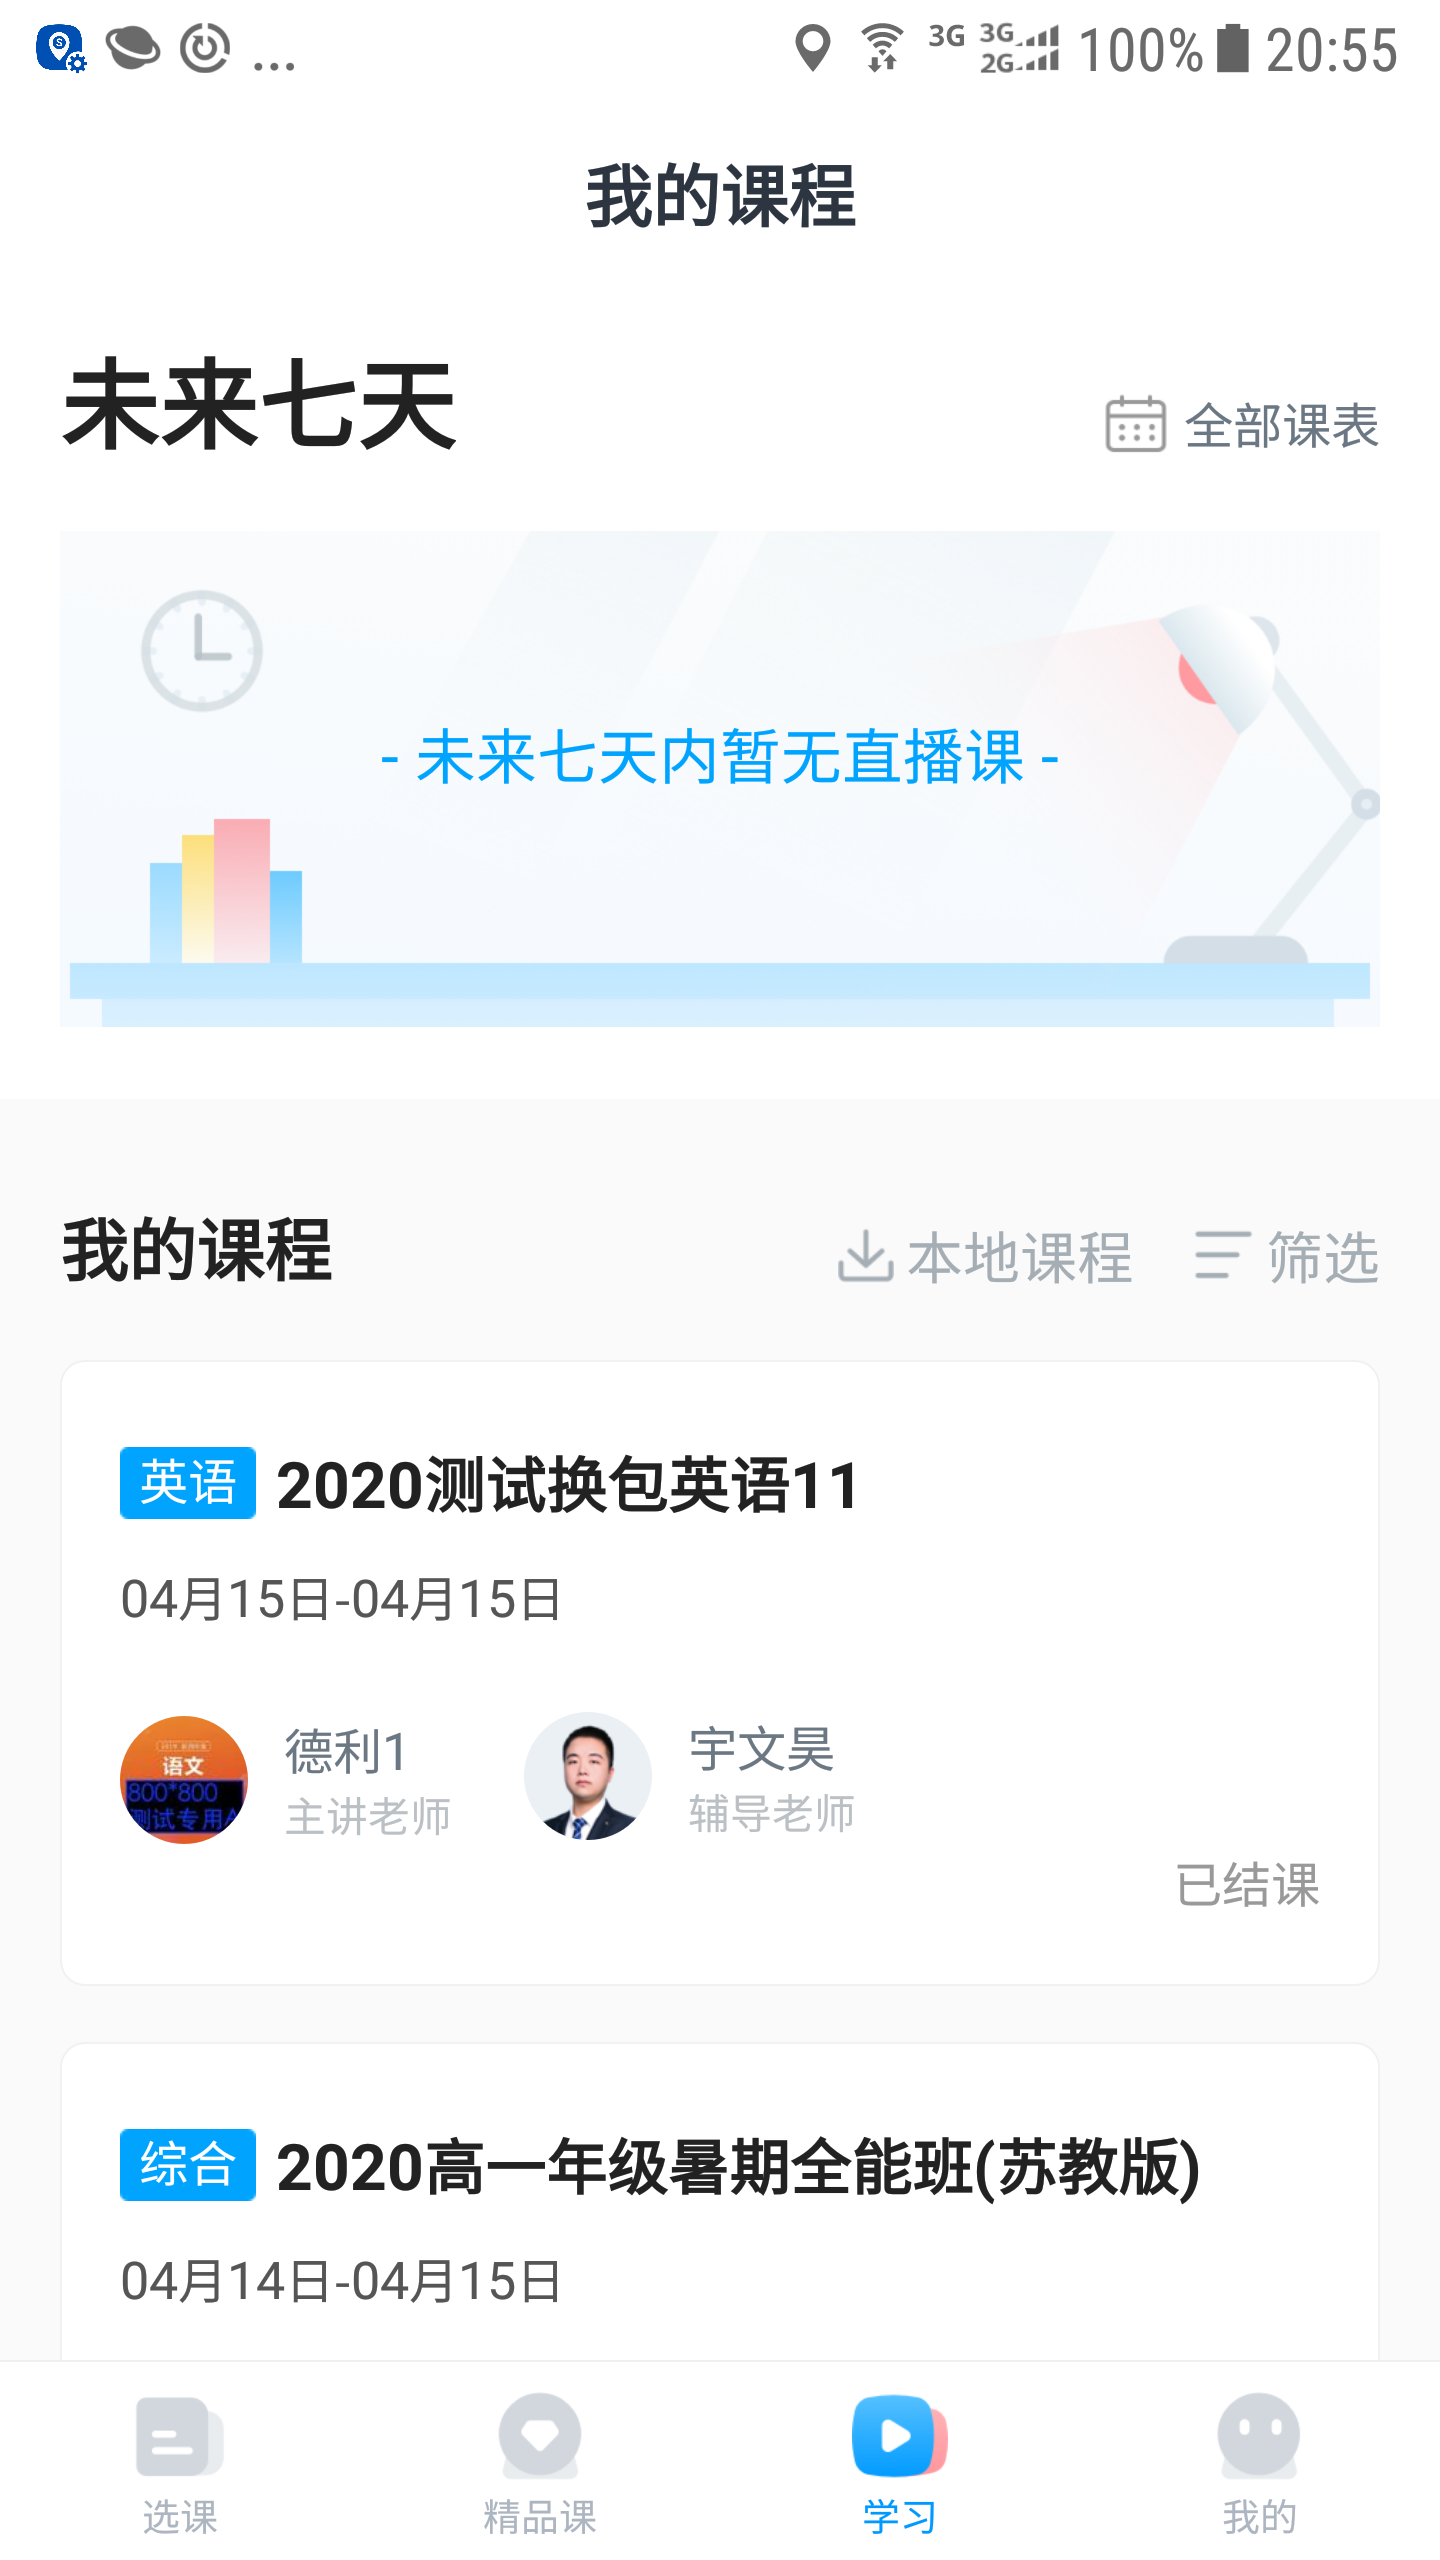 ... 3G 3G 2G 100% 20:55
我的课程
未来七天
全部课表
- 未来七天内暂无直播课 -
我的课程
本地课程 筛选
英语 2020测试换包英语11
04月15日-04月15日
语文
800*800
测试专用A
德利1
主讲老师
宇文昊
辅导老师
已结课
综合 2020高一年级暑期全能班(苏教版)
04月14日-04月15日
选课 精品课 学习 我的